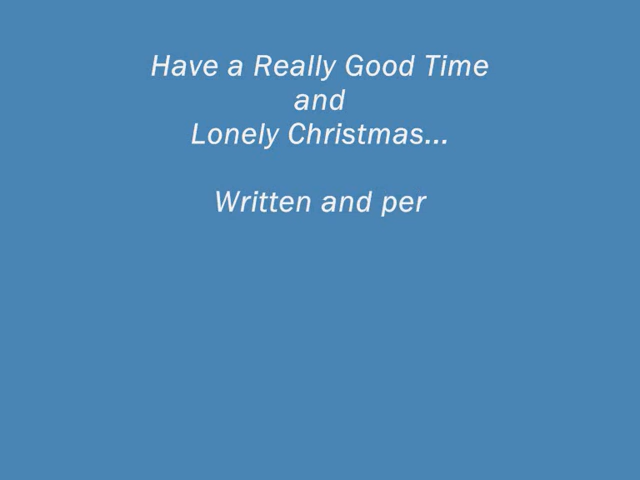 Have a Really Good Time
and
Lonely Christmas...
Written and per